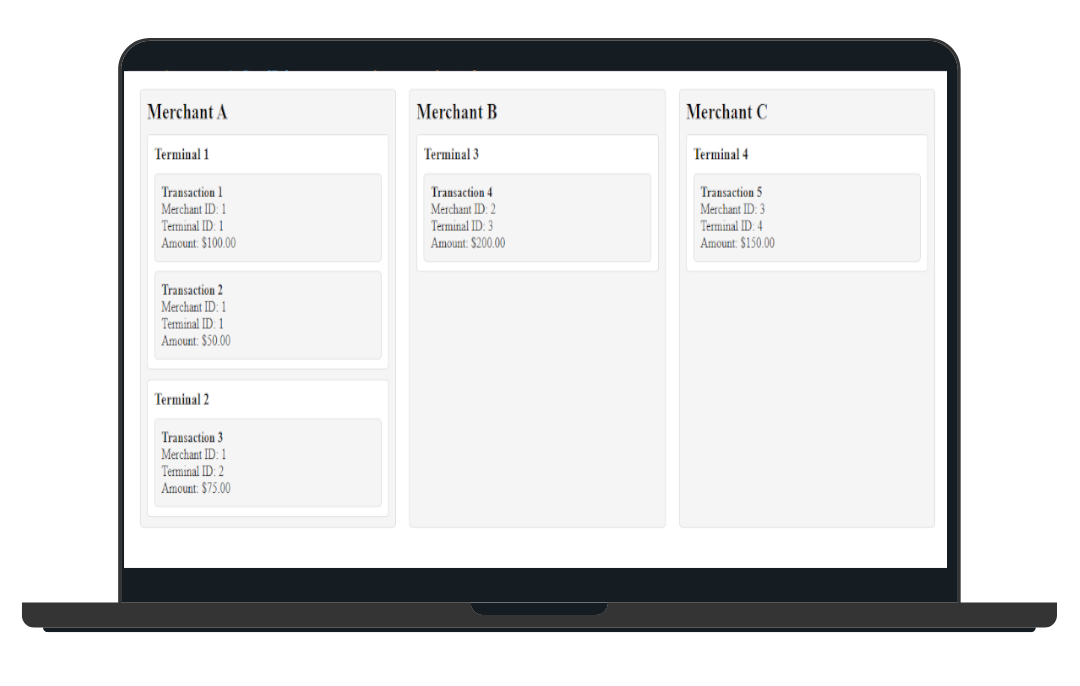 Merchant A
Terminal 1
Transaction 1
Merchant ID: 1
Terminal ID: 1
Amount: $100.00
Transaction 2
Merchant ID: 1
Terminal ID: 1
Amount: $50.00
Terminal 2
Transaction 3
Merchant ID: 1
Terminal ID: 2
Amount: $75.00
Merchant B
Terminal 3
Transaction 4
Merchant ID: 2
Terminal ID: 3
Amount: $200.00
Merchant C
Terminal 4
Transaction 5
Merchant ID: 3
Terminal ID: 4
Amount: $150.00